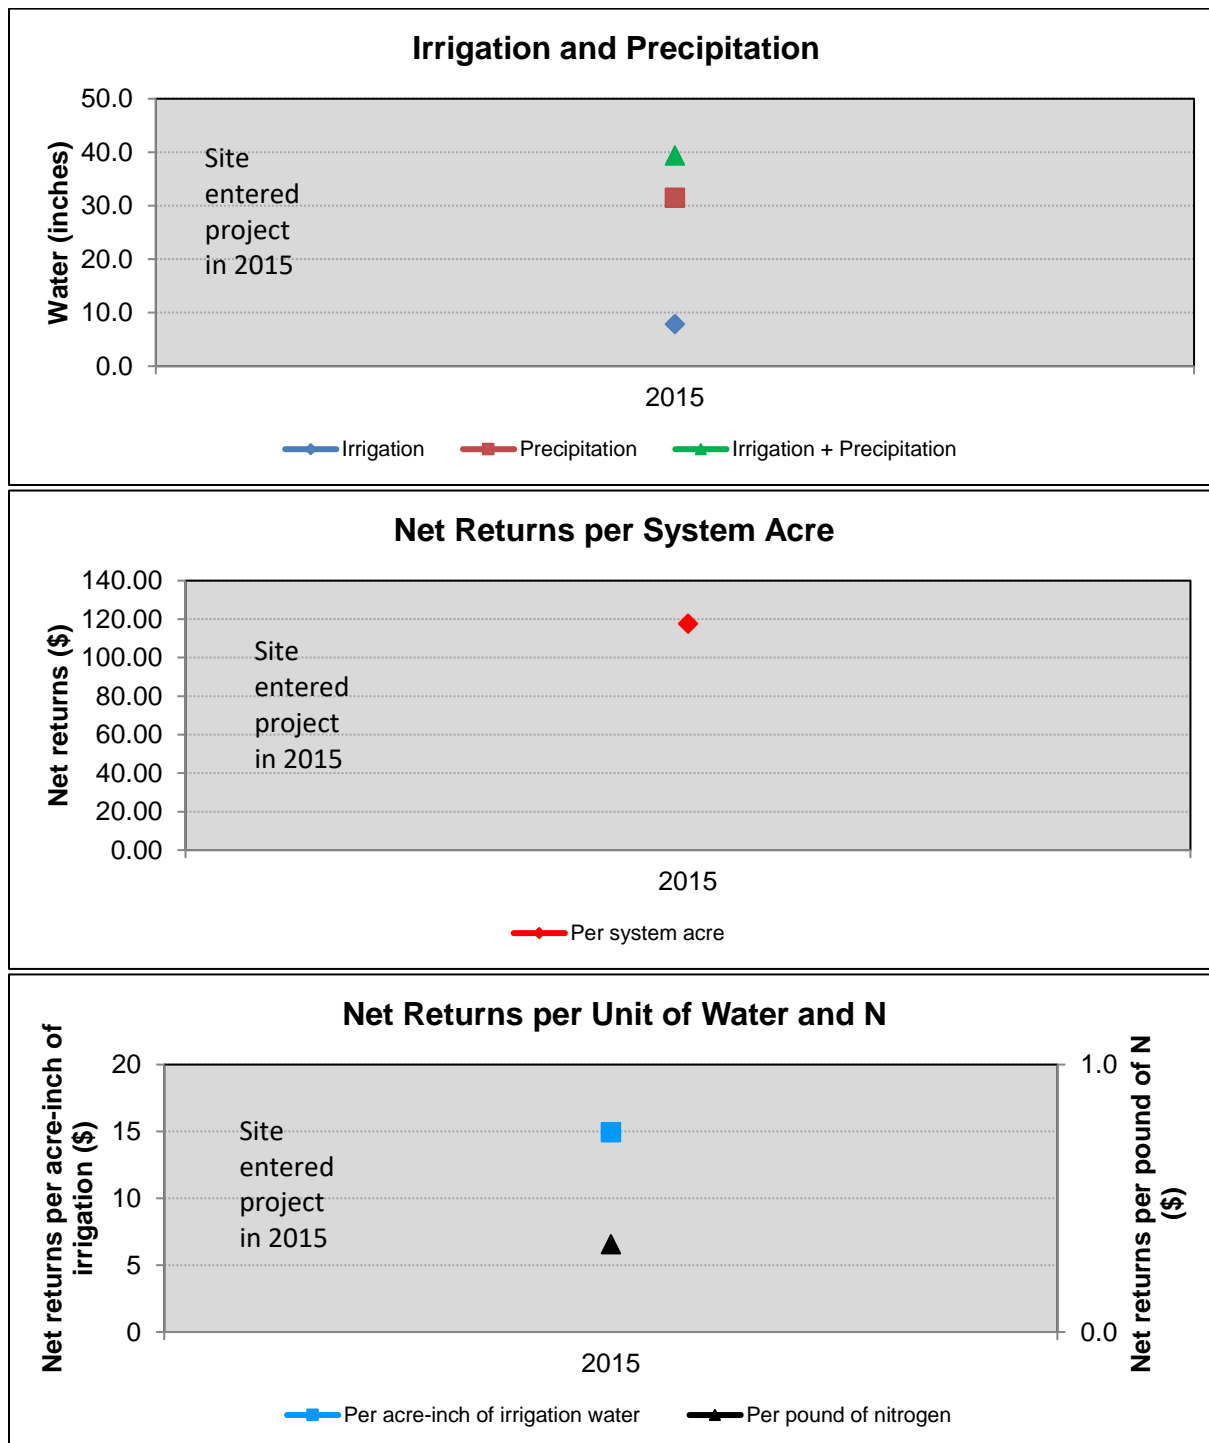 Irrigation and Precipitation
Water (inches)
50.0
40.0
30.0
20.0
10.0
0.0
Site
entered
project
in 2015
2015
Irrigation
Precipitation
Irrigation + Precipitation
Net Returns per System Acre
Net returns ($)
140.00
120.00
100.00
80.00
60.00
40.00
20.00
0.00
Site
entered
project
in 2015
2015
Per system acre
Net Returns per Unit of Water and N
Net returns per acre-inch of
irrigation ($)
20
15
10
5
0
Site
entered
project
in 2015
2015
1.0
0.0
Net returns per pound of N
($)
Per acre-inch of irrigation water
Per pound of nitrogen